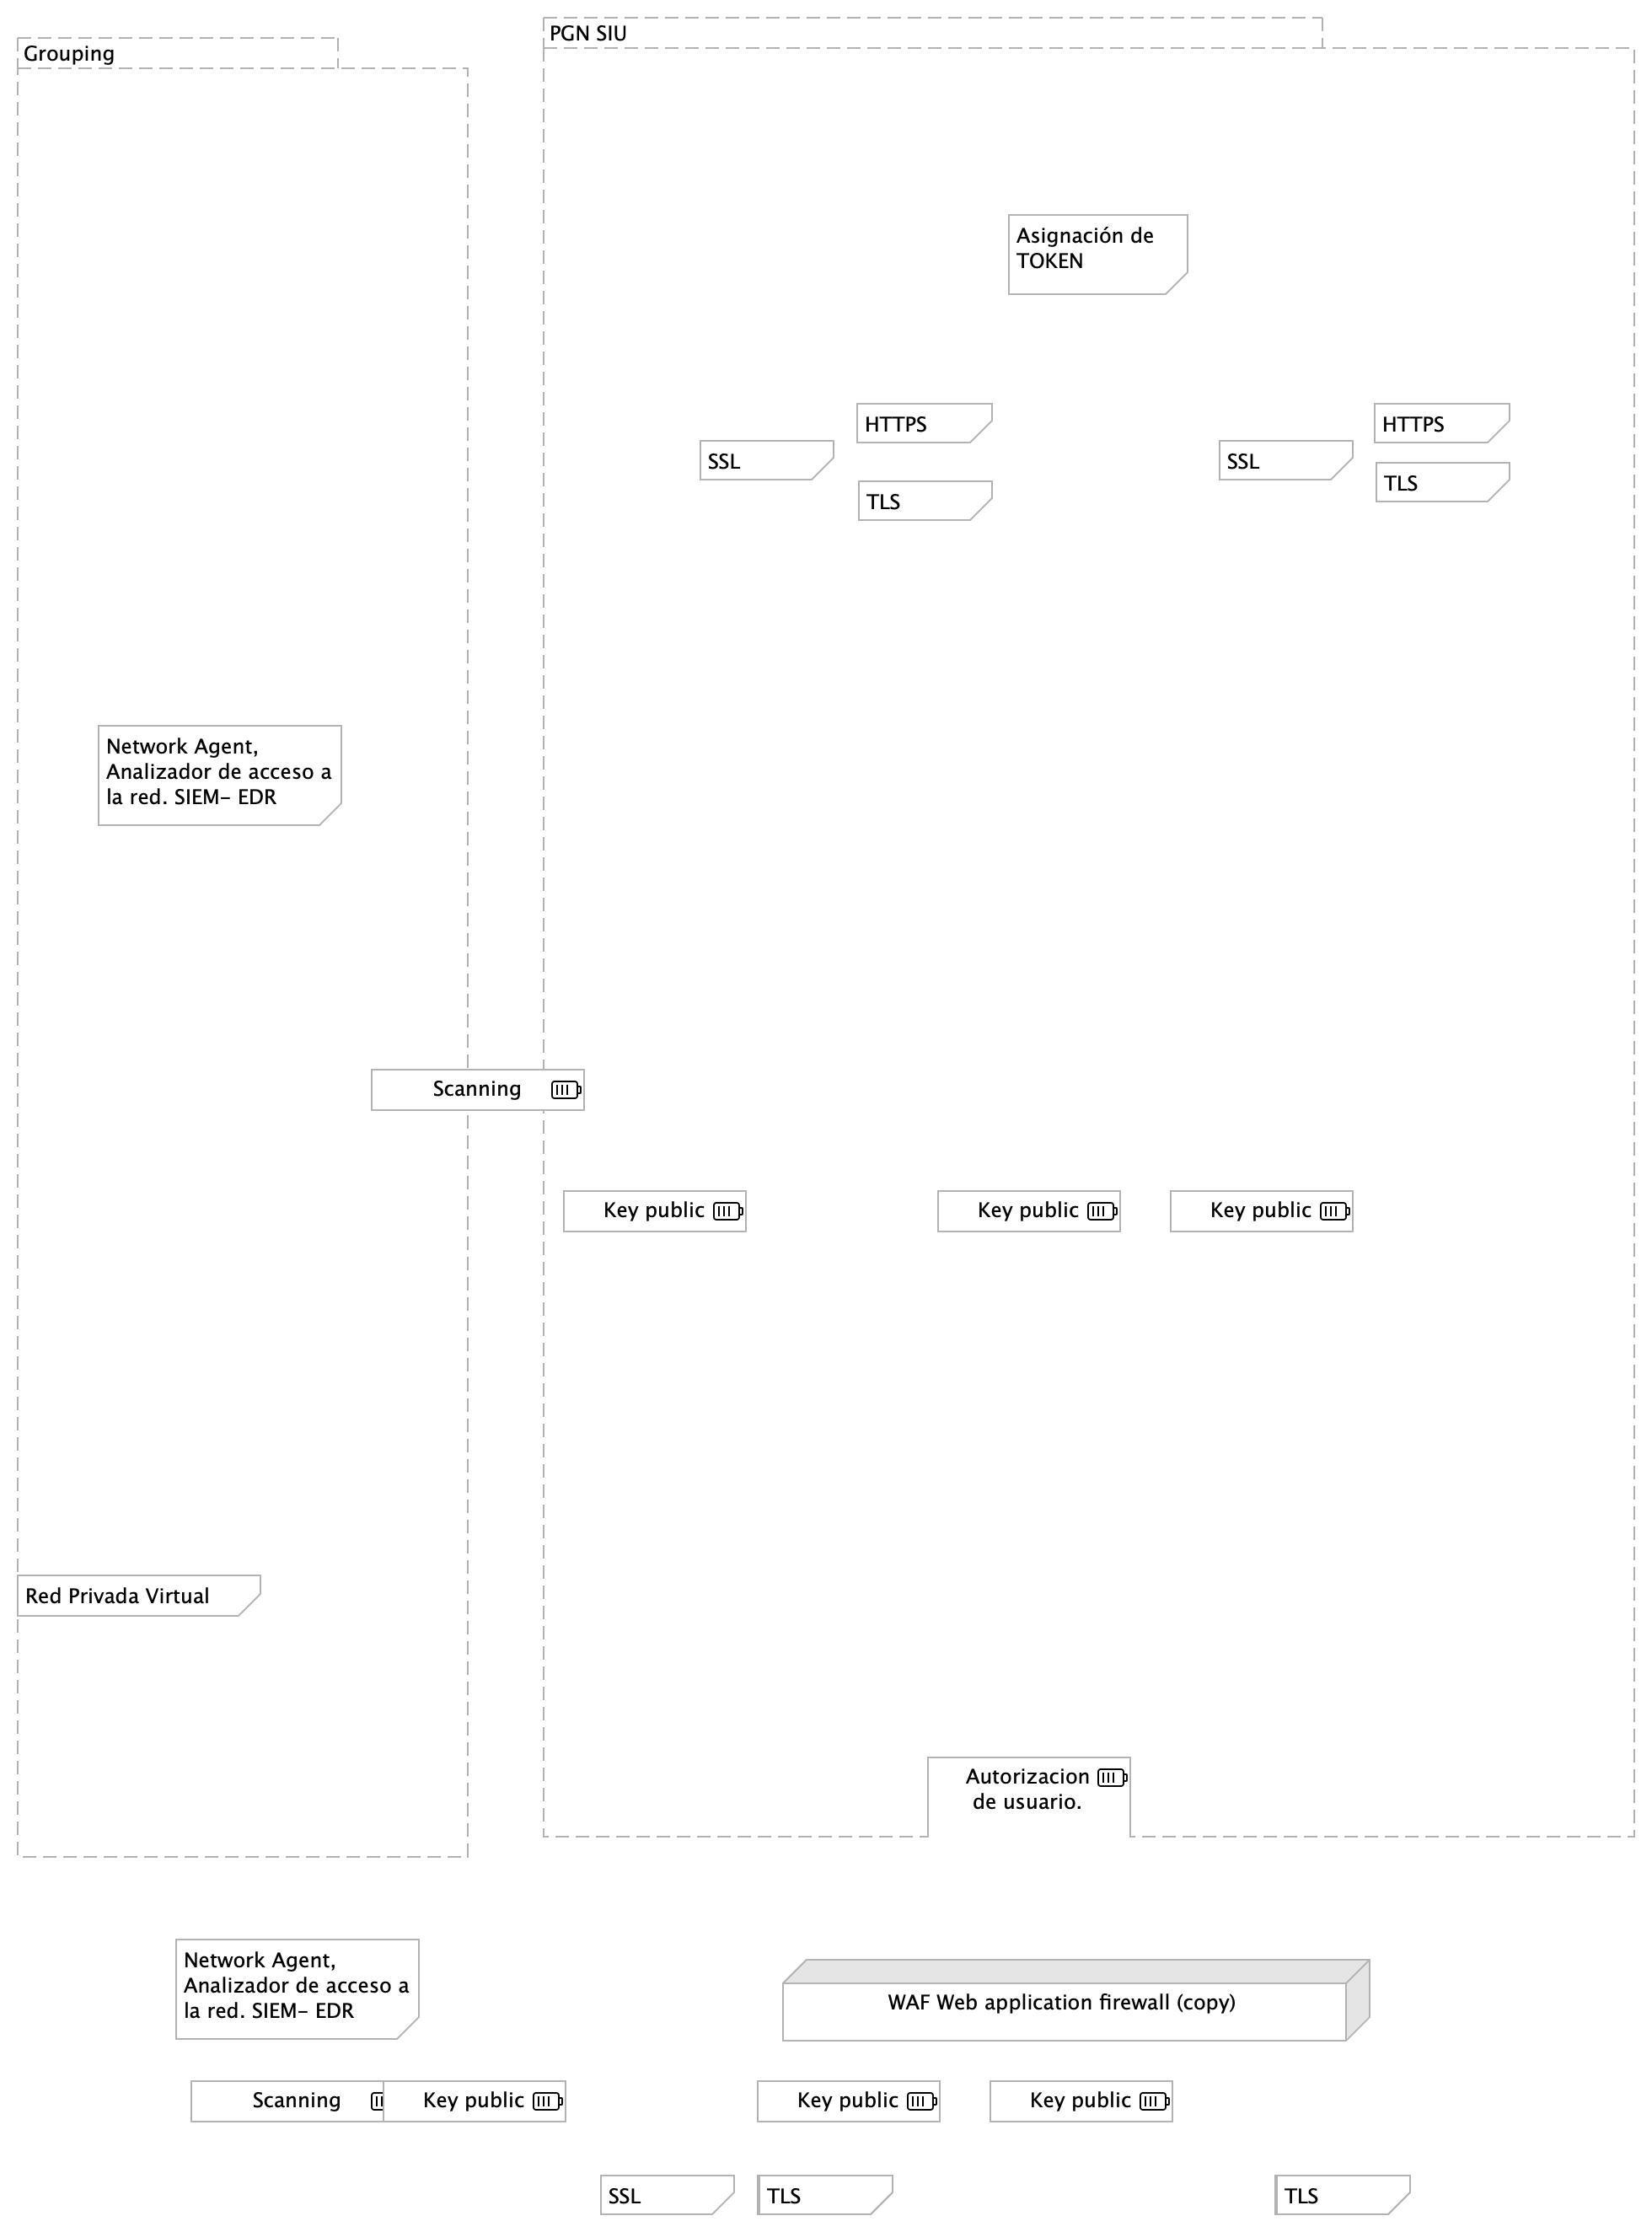 PGN SIU
Grouping
Asignación de
TOKEN
HTTPS
HTTPS
SSL
SSL
TLS
TLS
Network Agent,
Analizador de acceso a
la red. SIEM- EDR
Scanning
Key public
Key public
Key public
Red Privada Virtual
Autorizacion
de usuario.
Network Agent,
Analizador de acceso a
la red. SIEM- EDR
WAF Web application firewall (copy)
Scanning
Key public
Key public
Key public
SSL
TLS
TLS